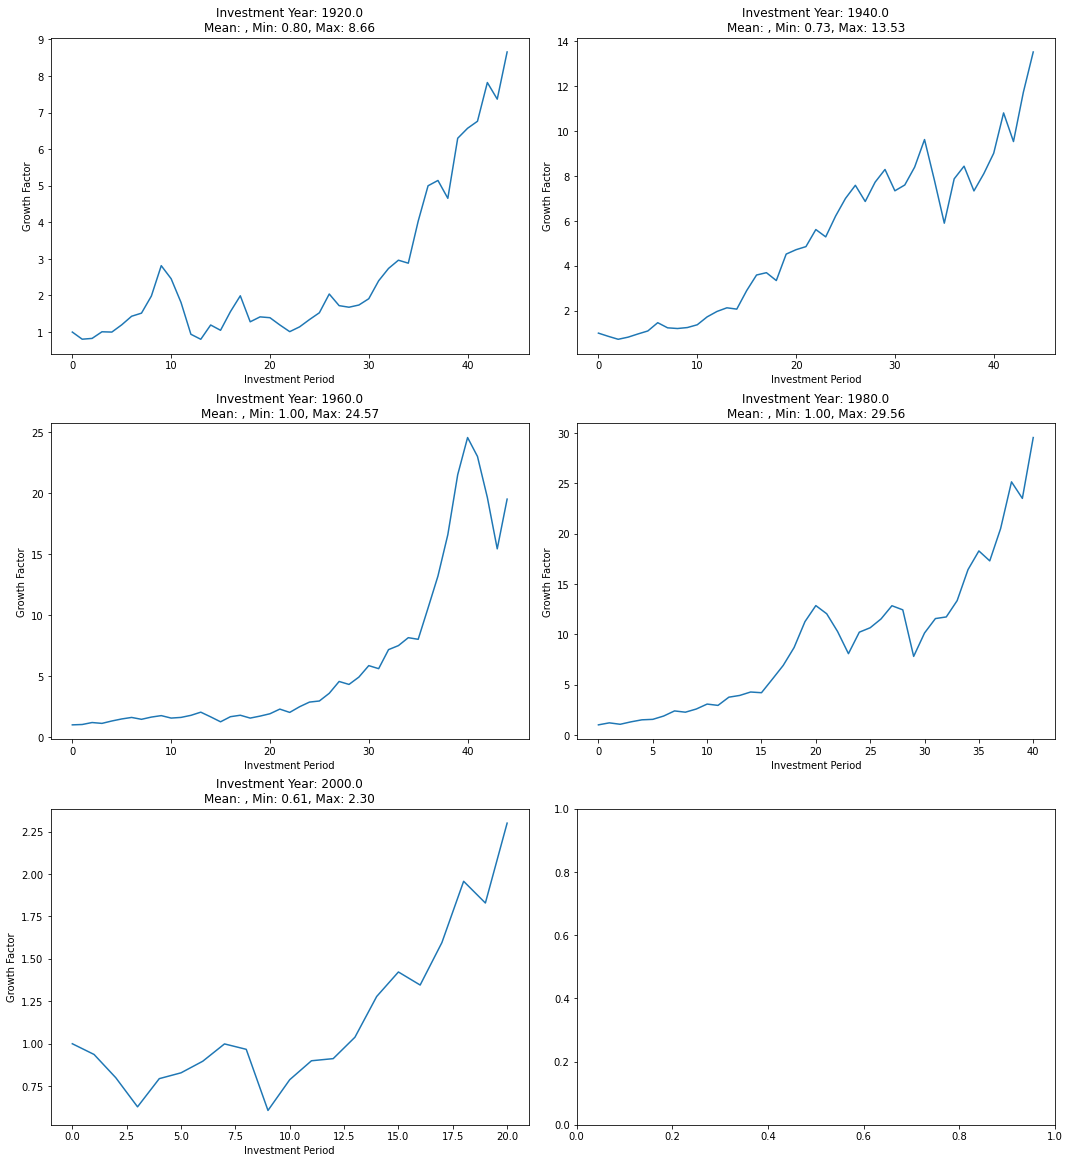 Investment Year: 1920.0
Mean: , Min: 0.80, Max: 8.66
9
8
7
6
5
4
3
2
1
Growth Factor
0 10 20 30 40
Investment Period
Investment Year: 1940.0
Mean: , Min: 0.73, Max: 13.53
14
12
10
8
6
4
2
Growth Factor
0 10 20 30 40
Investment Period
Investment Year: 1960.0
Mean: , Min: 1.00, Max: 24.57
25
20
15
10
5
0
Growth Factor
0 10 20 30 40
Investment Period
Investment Year: 1980.0
Mean: , Min: 1.00, Max: 29.56
30
25
20
15
10
5
0
Growth Factor
0 5 10 15 20 25 30 35 40
Investment Period
Investment Year: 2000.0
Mean: , Min: 0.61, Max: 2.30
2.25
2.00
1.75
1.50
1.25
1.00
0.75
Growth Factor
0.0 2.5 5.0 7.5 10.0 12.5 15.0 17.5 20.0
Investment Period
1.0
0.8
0.6
0.4
0.2
0.0
0.0 0.2 0.4 0.6 0.8 1.0